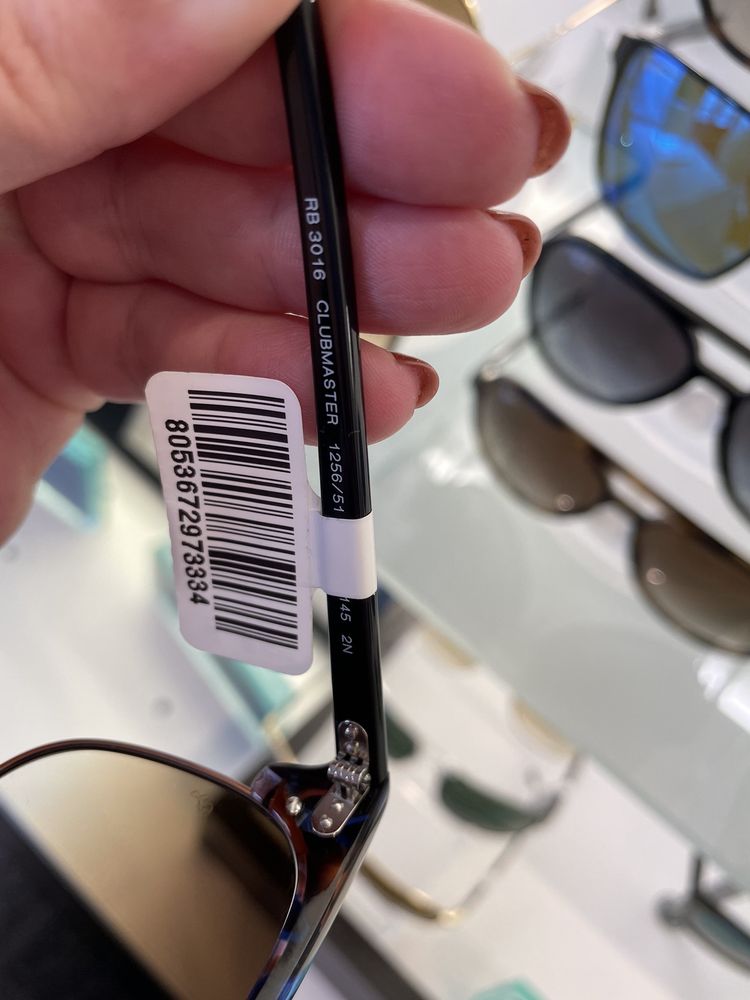 RB 3016 CLUBMASTER 1256/51
145 2N
8053672973334